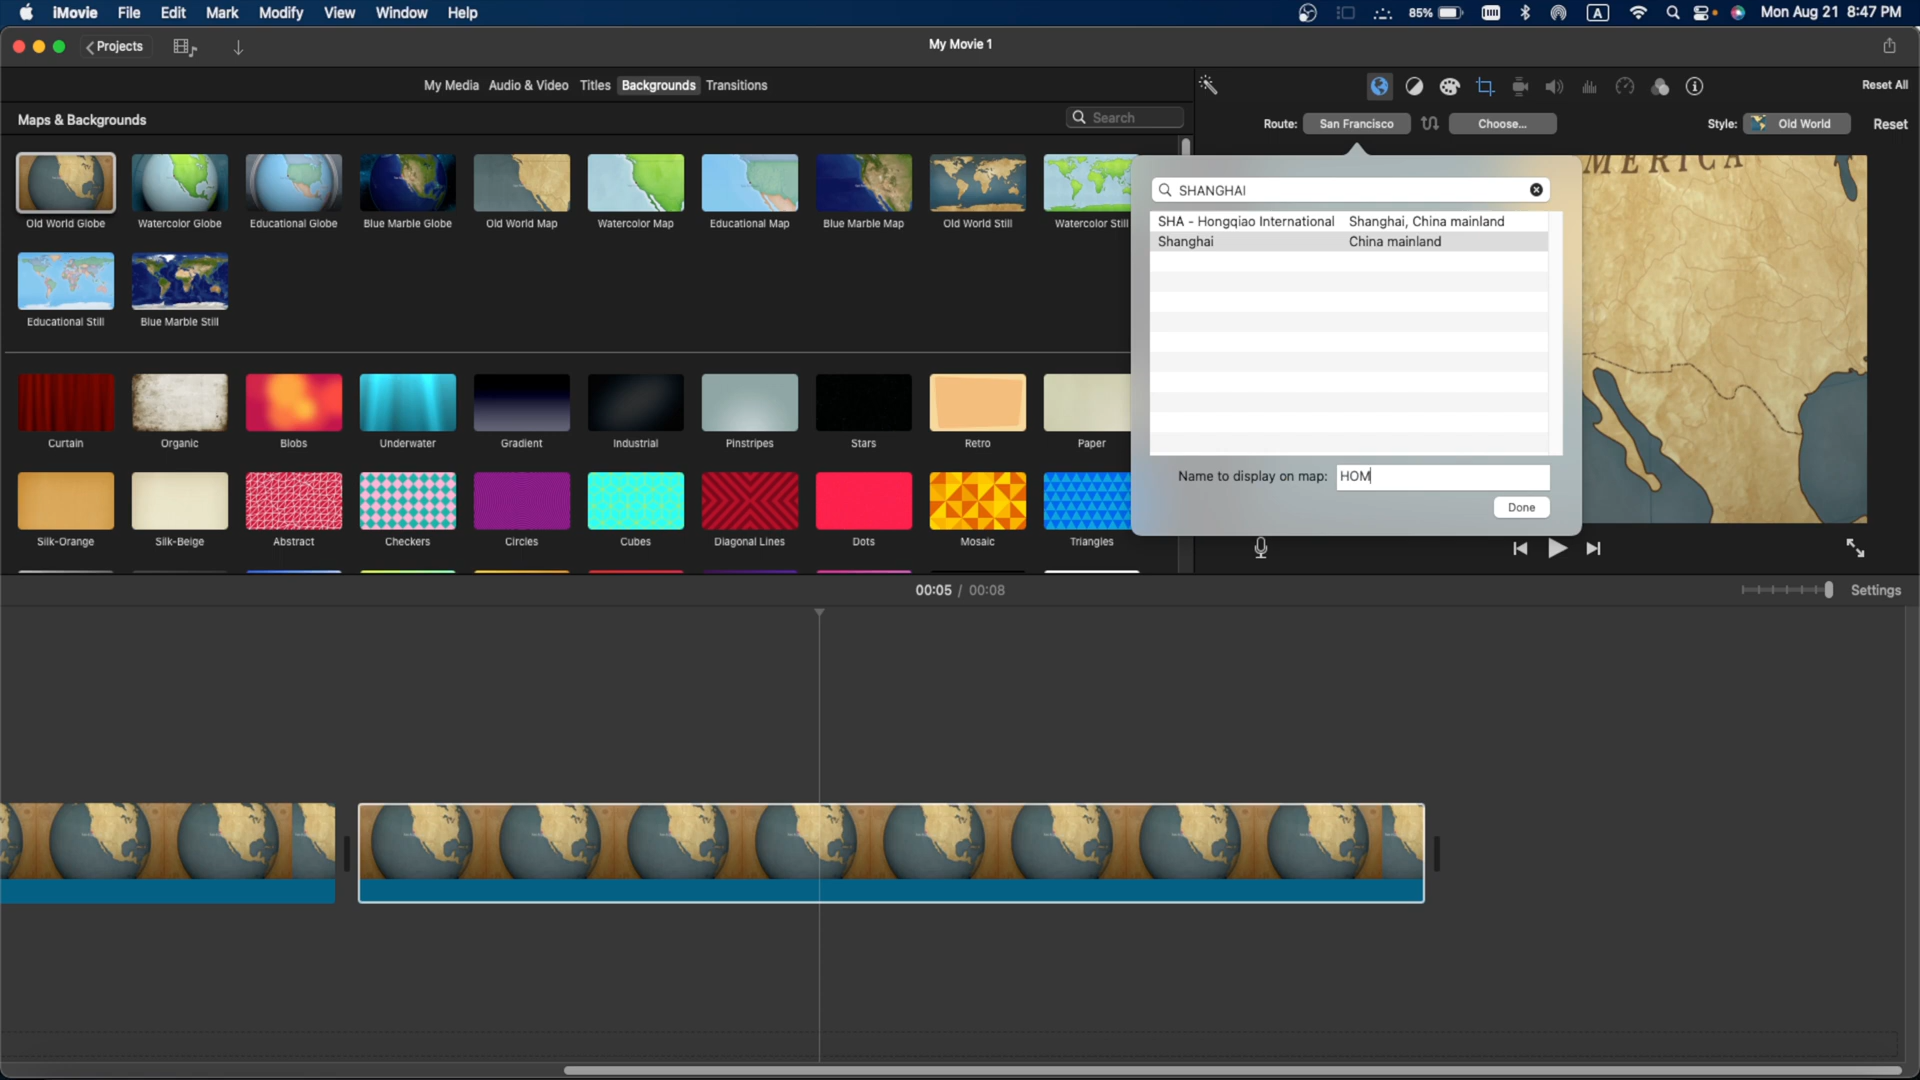 iMovie File Edit Mark Modify View Window Help 85% A Mon Aug 21 8:47 PM
Projects My Movie 1
My Media Audio & Video Titles Backgrounds Transitions Reset All
Maps & Backgrounds Search Route: San Francisco Choose... Style: Old World Reset
Old World Globe Watercolor Globe Educational Globe Blue Marble Globe Old World Map Watercolor Map Educational Map Blue Marble Map Old World Still Watercolor Still
Educational Still Blue Marble Still
MERICA
SHANGHAI
SHA - Hongqiao International Shanghai, China mainland
Shanghai China mainland
Curtain Organic Blobs Underwater Gradient Industrial Pinstripes Stars Retro Paper
Name to display on map: HOM
Done
Silk-Orange Silk-Beige Abstract Checkers Circles Cubes Diagonal Lines Dots Mosaic Triangles
00:05 / 00:08 Settings